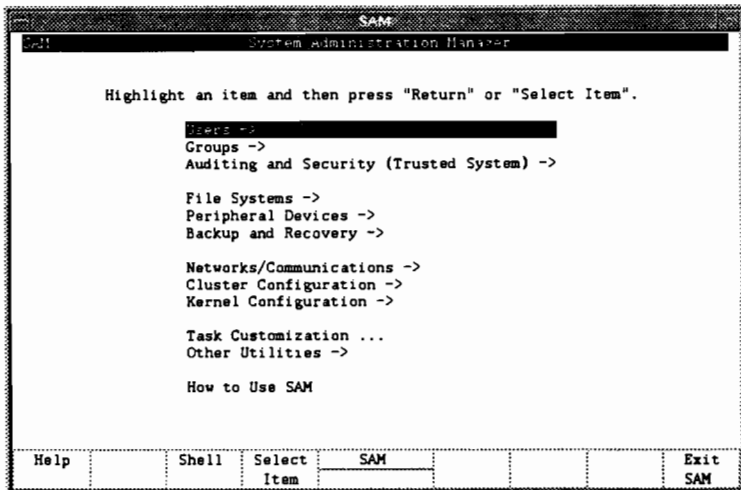 SAM
SAM System Administration Manager
Highlight an item and then press "Return" or "Select Item".
Users ->
Groups ->
Auditing and Security (Trusted System) ->
File Systems ->
Peripheral Devices ->
Backup and Recovery ->
Networks/Communications ->
Cluster Configuration ->
Kernel Configuration ->
Task Customization ...
Other Utilities ->
How to Use SAM
Help Shell Select SAM Exit
Item SAM